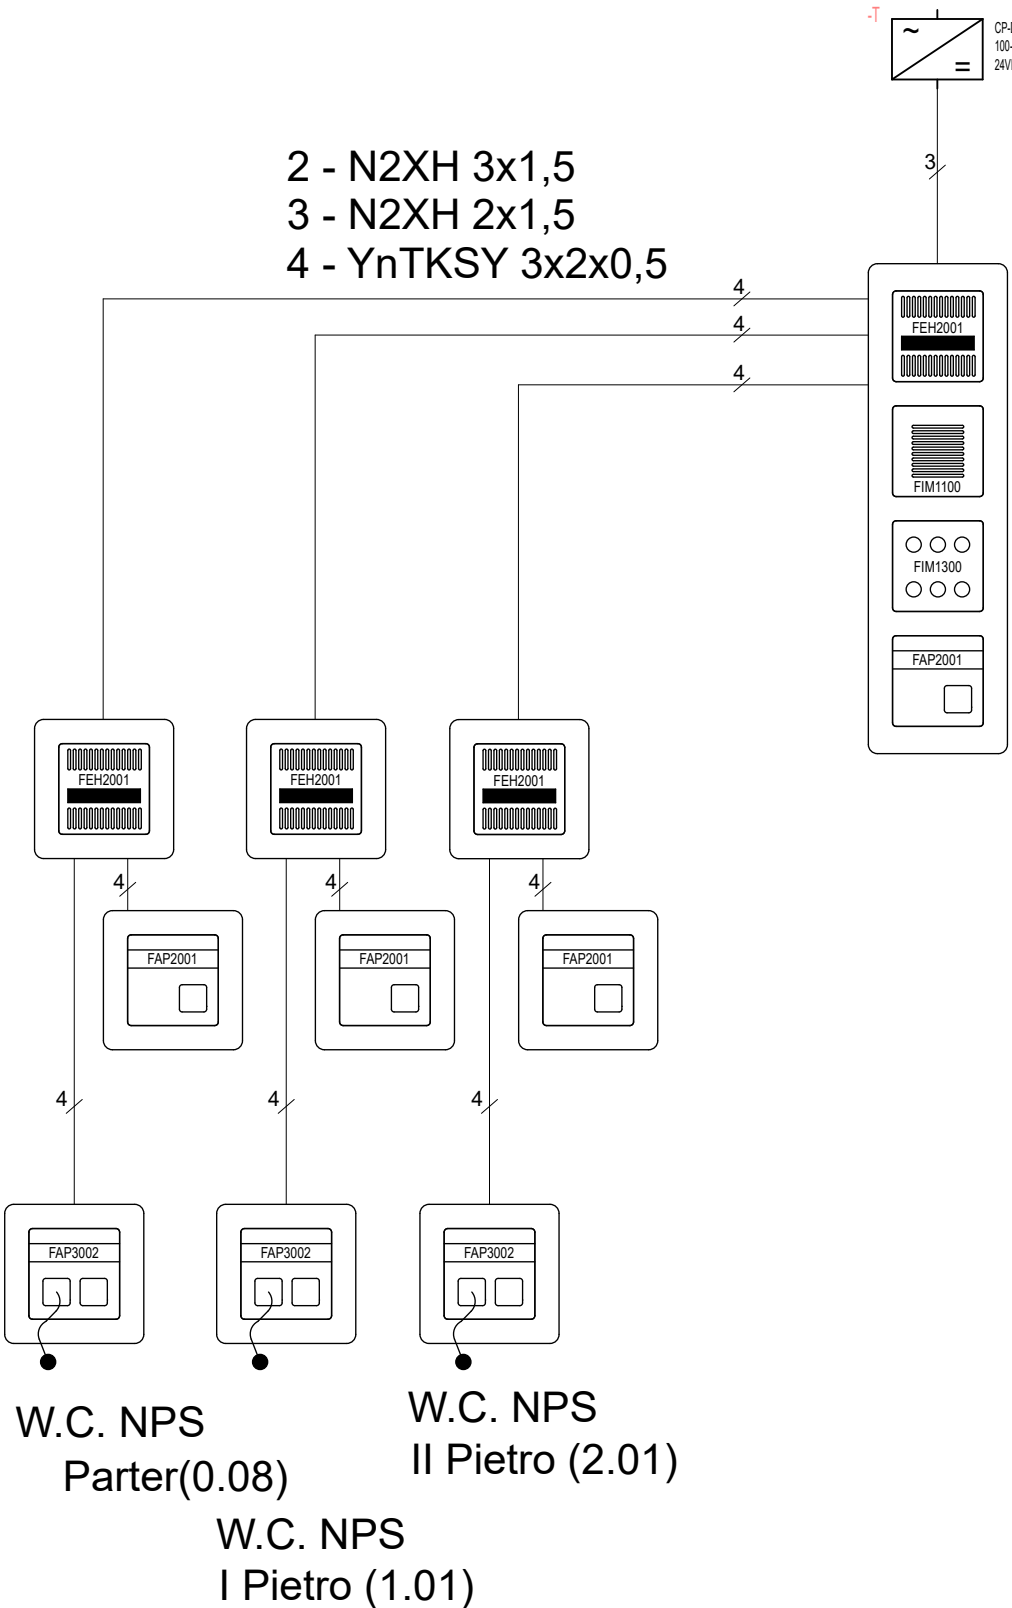 -T
CP-
100-
24V
3
2 - N2XH 3x1,5
3 - N2XH 2x1,5
4 - YnTKSY 3x2x0,5
4
4
4
FEH2001
FIM1100
FIM1300
FAP2001
FEH2001
FEH2001
FEH2001
4
4
4
FAP2001
FAP2001
FAP2001
4
4
4
FAP3002
FAP3002
FAP3002
W.C. NPS
Parter(0.08)
W.C. NPS
I Pietro (1.01)
W.C. NPS
II Pietro (2.01)